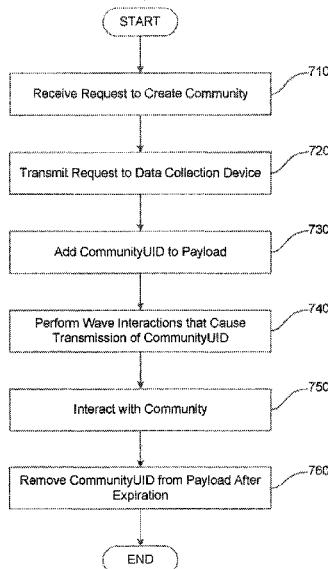 START
710
Receive Request to Create Community
720
Transmit Request to Data Collection Device
730
Add CommunityUID to Payload
740
Perform Wave Interactions that Cause
Transmission of CommunityUID
750
Interact with Community
760
Remove CommunityUID from Payload After
Expiration
END